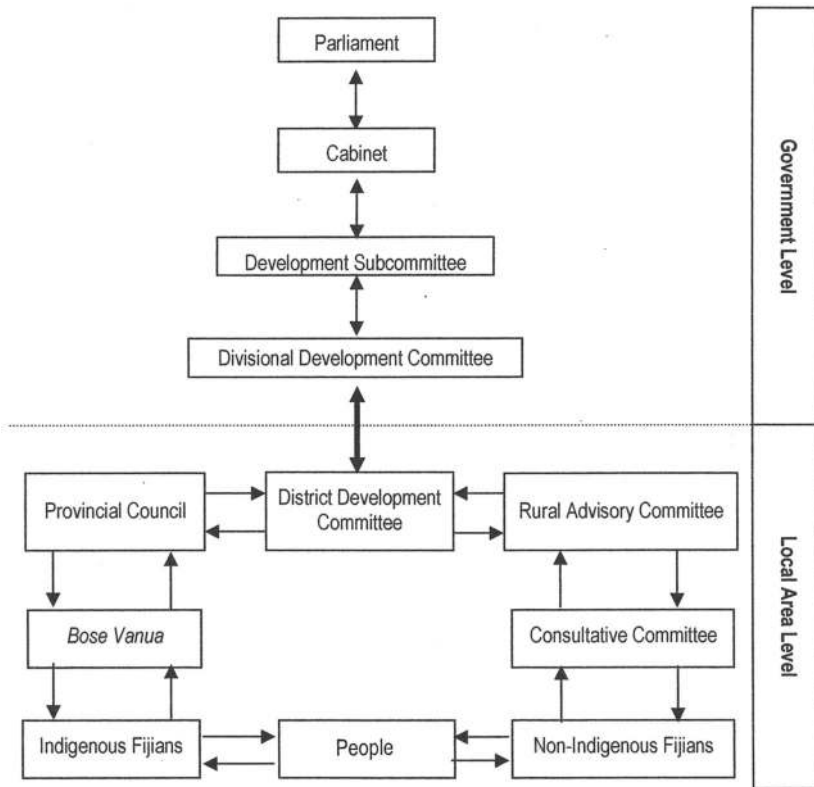 Parliament
Cabinet
Development Subcommittee
Divisional Development Committee
Government Level
Provincial Council
District Development
Committee
Rural Advisory Committee
Bose Vanua
Consultative Committee
Indigenous Fijians
People
Non-Indigenous Fijians
Local Area Level